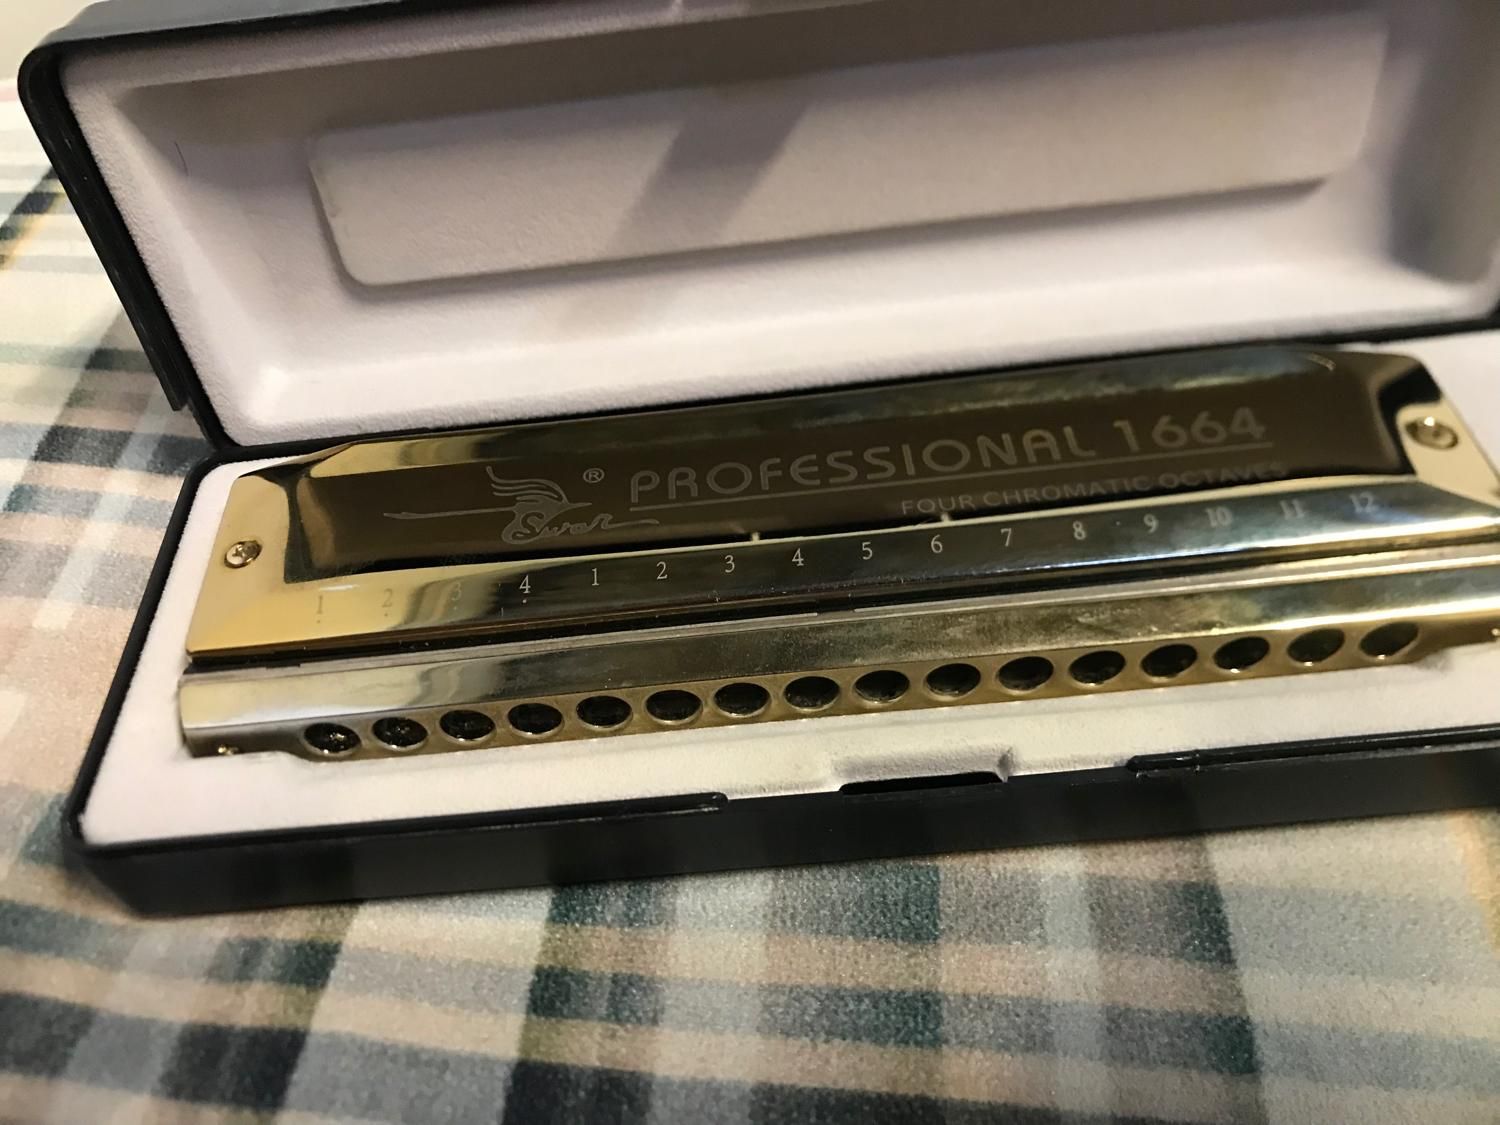 Swan ® PROFESSIONAL 1664
FOUR CHROMATIC OCTAVES
1 2 3 4 1 2 3 4 5 6 7 8 9 10 11 12